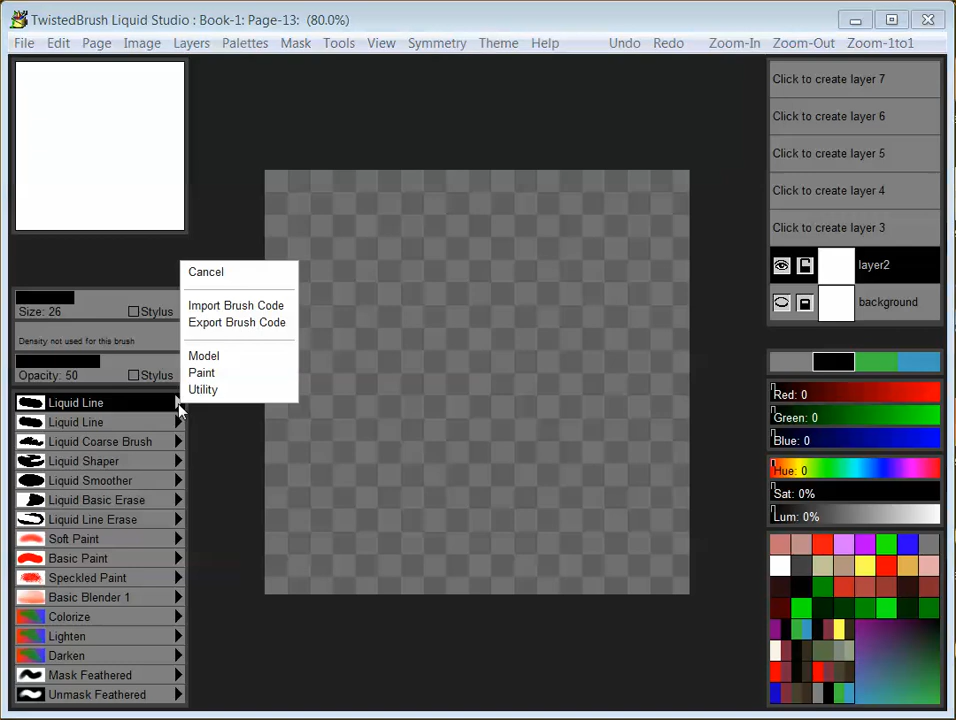 TwistedBrush Liquid Studio : Book-1: Page-13: (80.0%)
File Edit Page Image Layers Palettes Mask Tools View Symmetry Theme Help Undo Redo Zoom-In Zoom-Out Zoom-1to1
Click to create layer 7
Click to create layer 6
Click to create layer 5
Click to create layer 4
Click to create layer 3
layer2
background
Cancel
Import Brush Code
Export Brush Code
Model
Paint
Utility
Size: 26 Stylus
Density not used for this brush
Opacity: 50 Stylus
Liquid Line
Liquid Line
Liquid Coarse Brush
Liquid Shaper
Liquid Smoother
Liquid Basic Erase
Liquid Line Erase
Soft Paint
Basic Paint
Speckled Paint
Basic Blender 1
Colorize
Lighten
Darken
Mask Feathered
Unmask Feathered
Red: 0
Green: 0
Blue: 0
Hue: 0
Sat: 0%
Lum: 0%